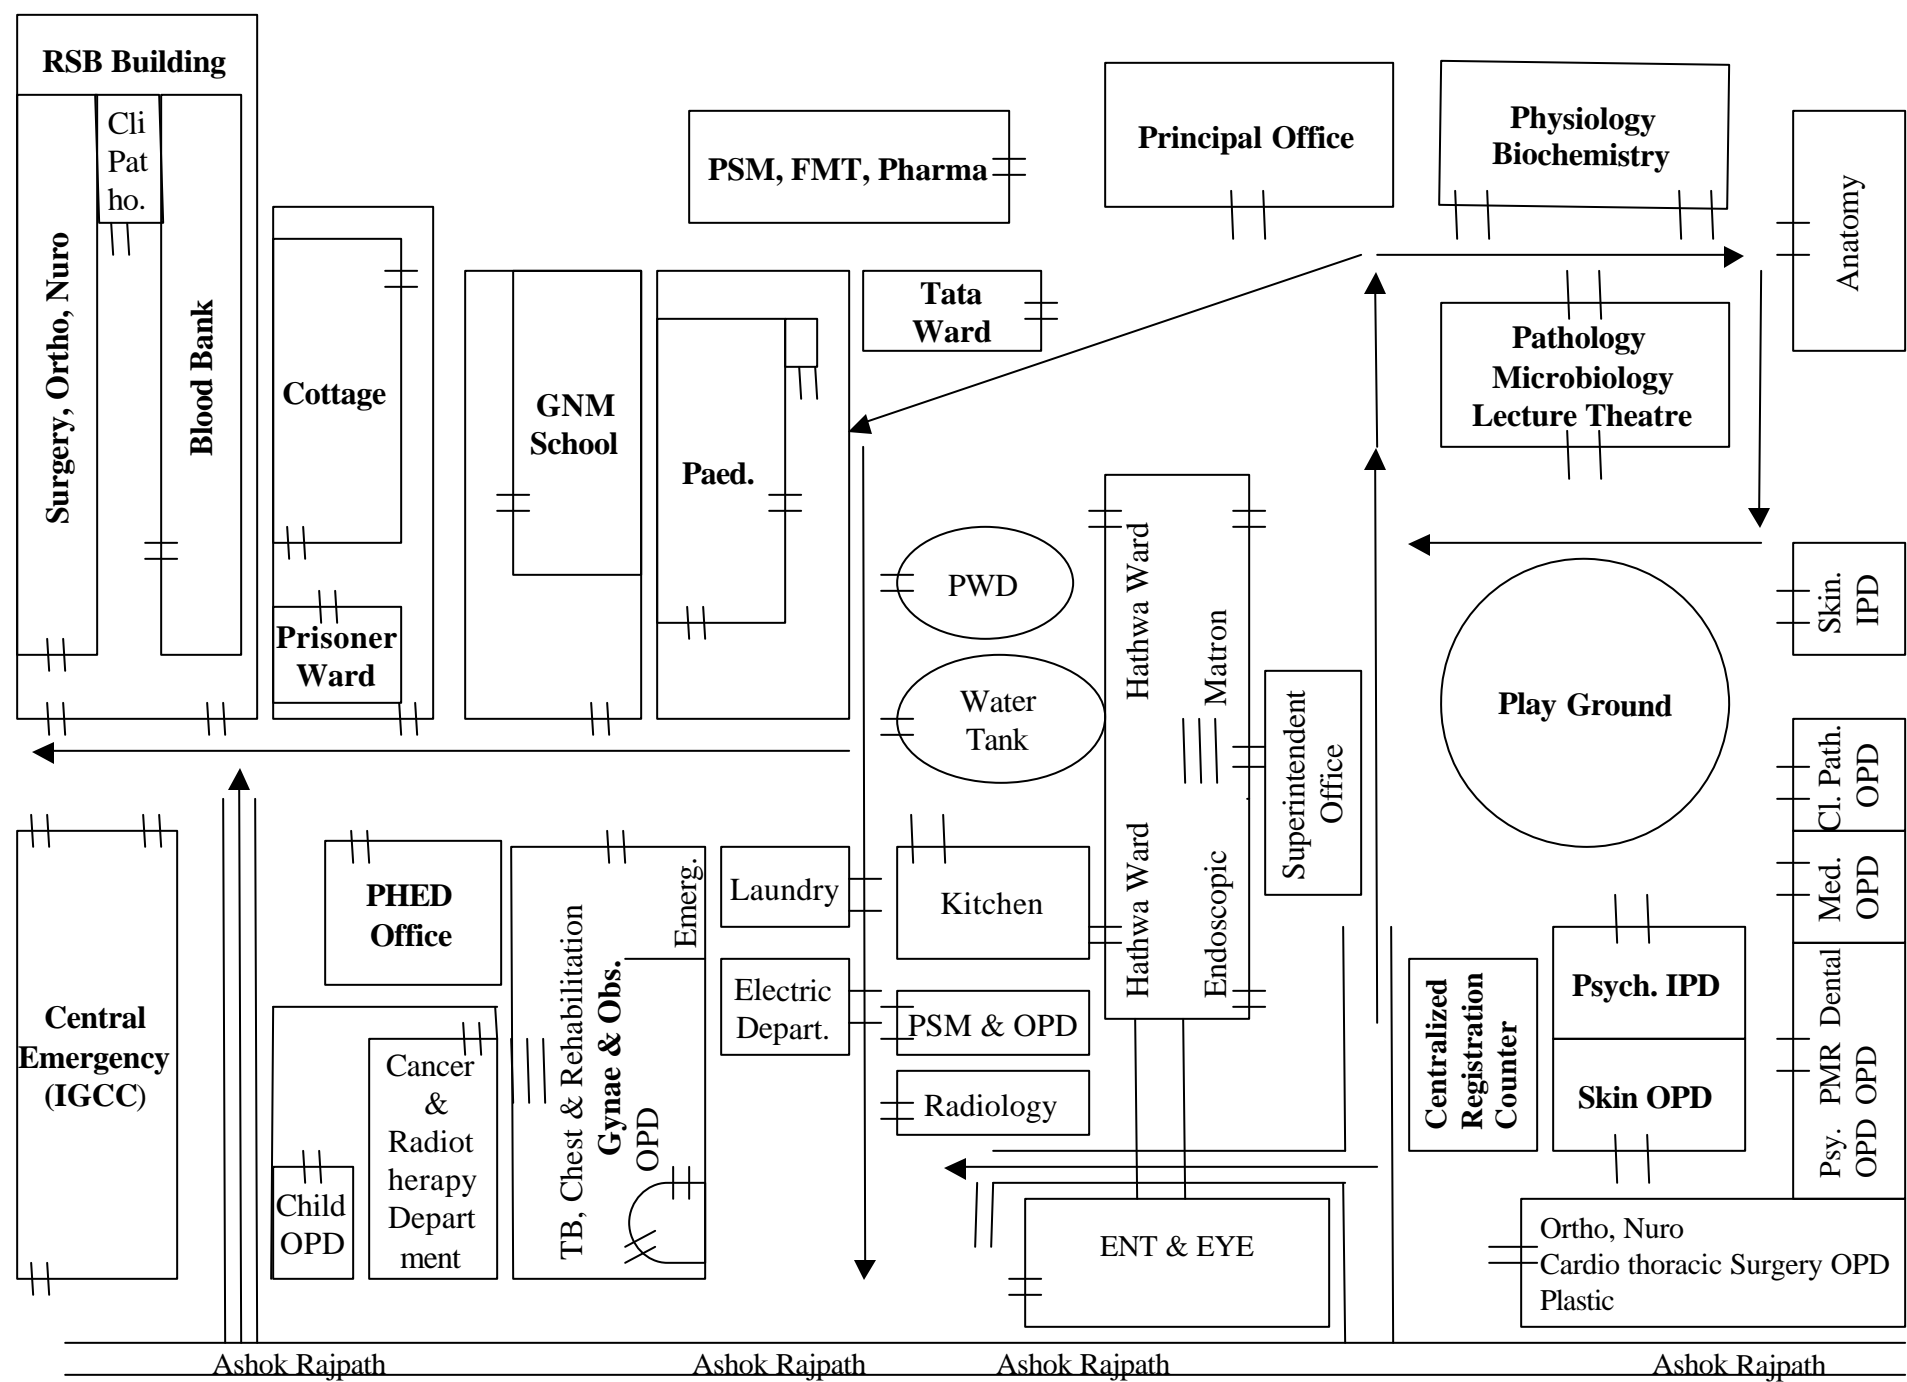 RSB Building
Cli
Pat
ho.
Surgery, Ortho, Nuro
Blood Bank
Cottage
Prisoner
Ward
GNM
School
Paed.
PSM, FMT, Pharma
Tata
Ward
Principal Office
Physiology
Biochemistry
Anatomy
Pathology
Microbiology
Lecture Theatre
PWD
Water
Tank
Hathwa Ward
Matron
Superintendent
Office
Play Ground
Skin.
IPD
Cl. Path.
OPD
Med.
OPD
Central
Emergency
(IGCC)
PHED
Office
Emerg.
TB, Chest & Rehabilitation
Gynae & Obs.
OPD
Laundry
Electric
Depart.
Kitchen
PSM & OPD
Radiology
Hathwa Ward
Endoscopic
Centralized
Registration
Counter
Psych. IPD
Skin OPD
Psy. PMR Dental
OPD OPD OPD
Child
OPD
Cancer
&
Radiot
herapy
Depart
ment
ENT & EYE
Ortho, Nuro
Cardio thoracic Surgery OPD
Plastic
Ashok Rajpath
Ashok Rajpath
Ashok Rajpath
Ashok Rajpath